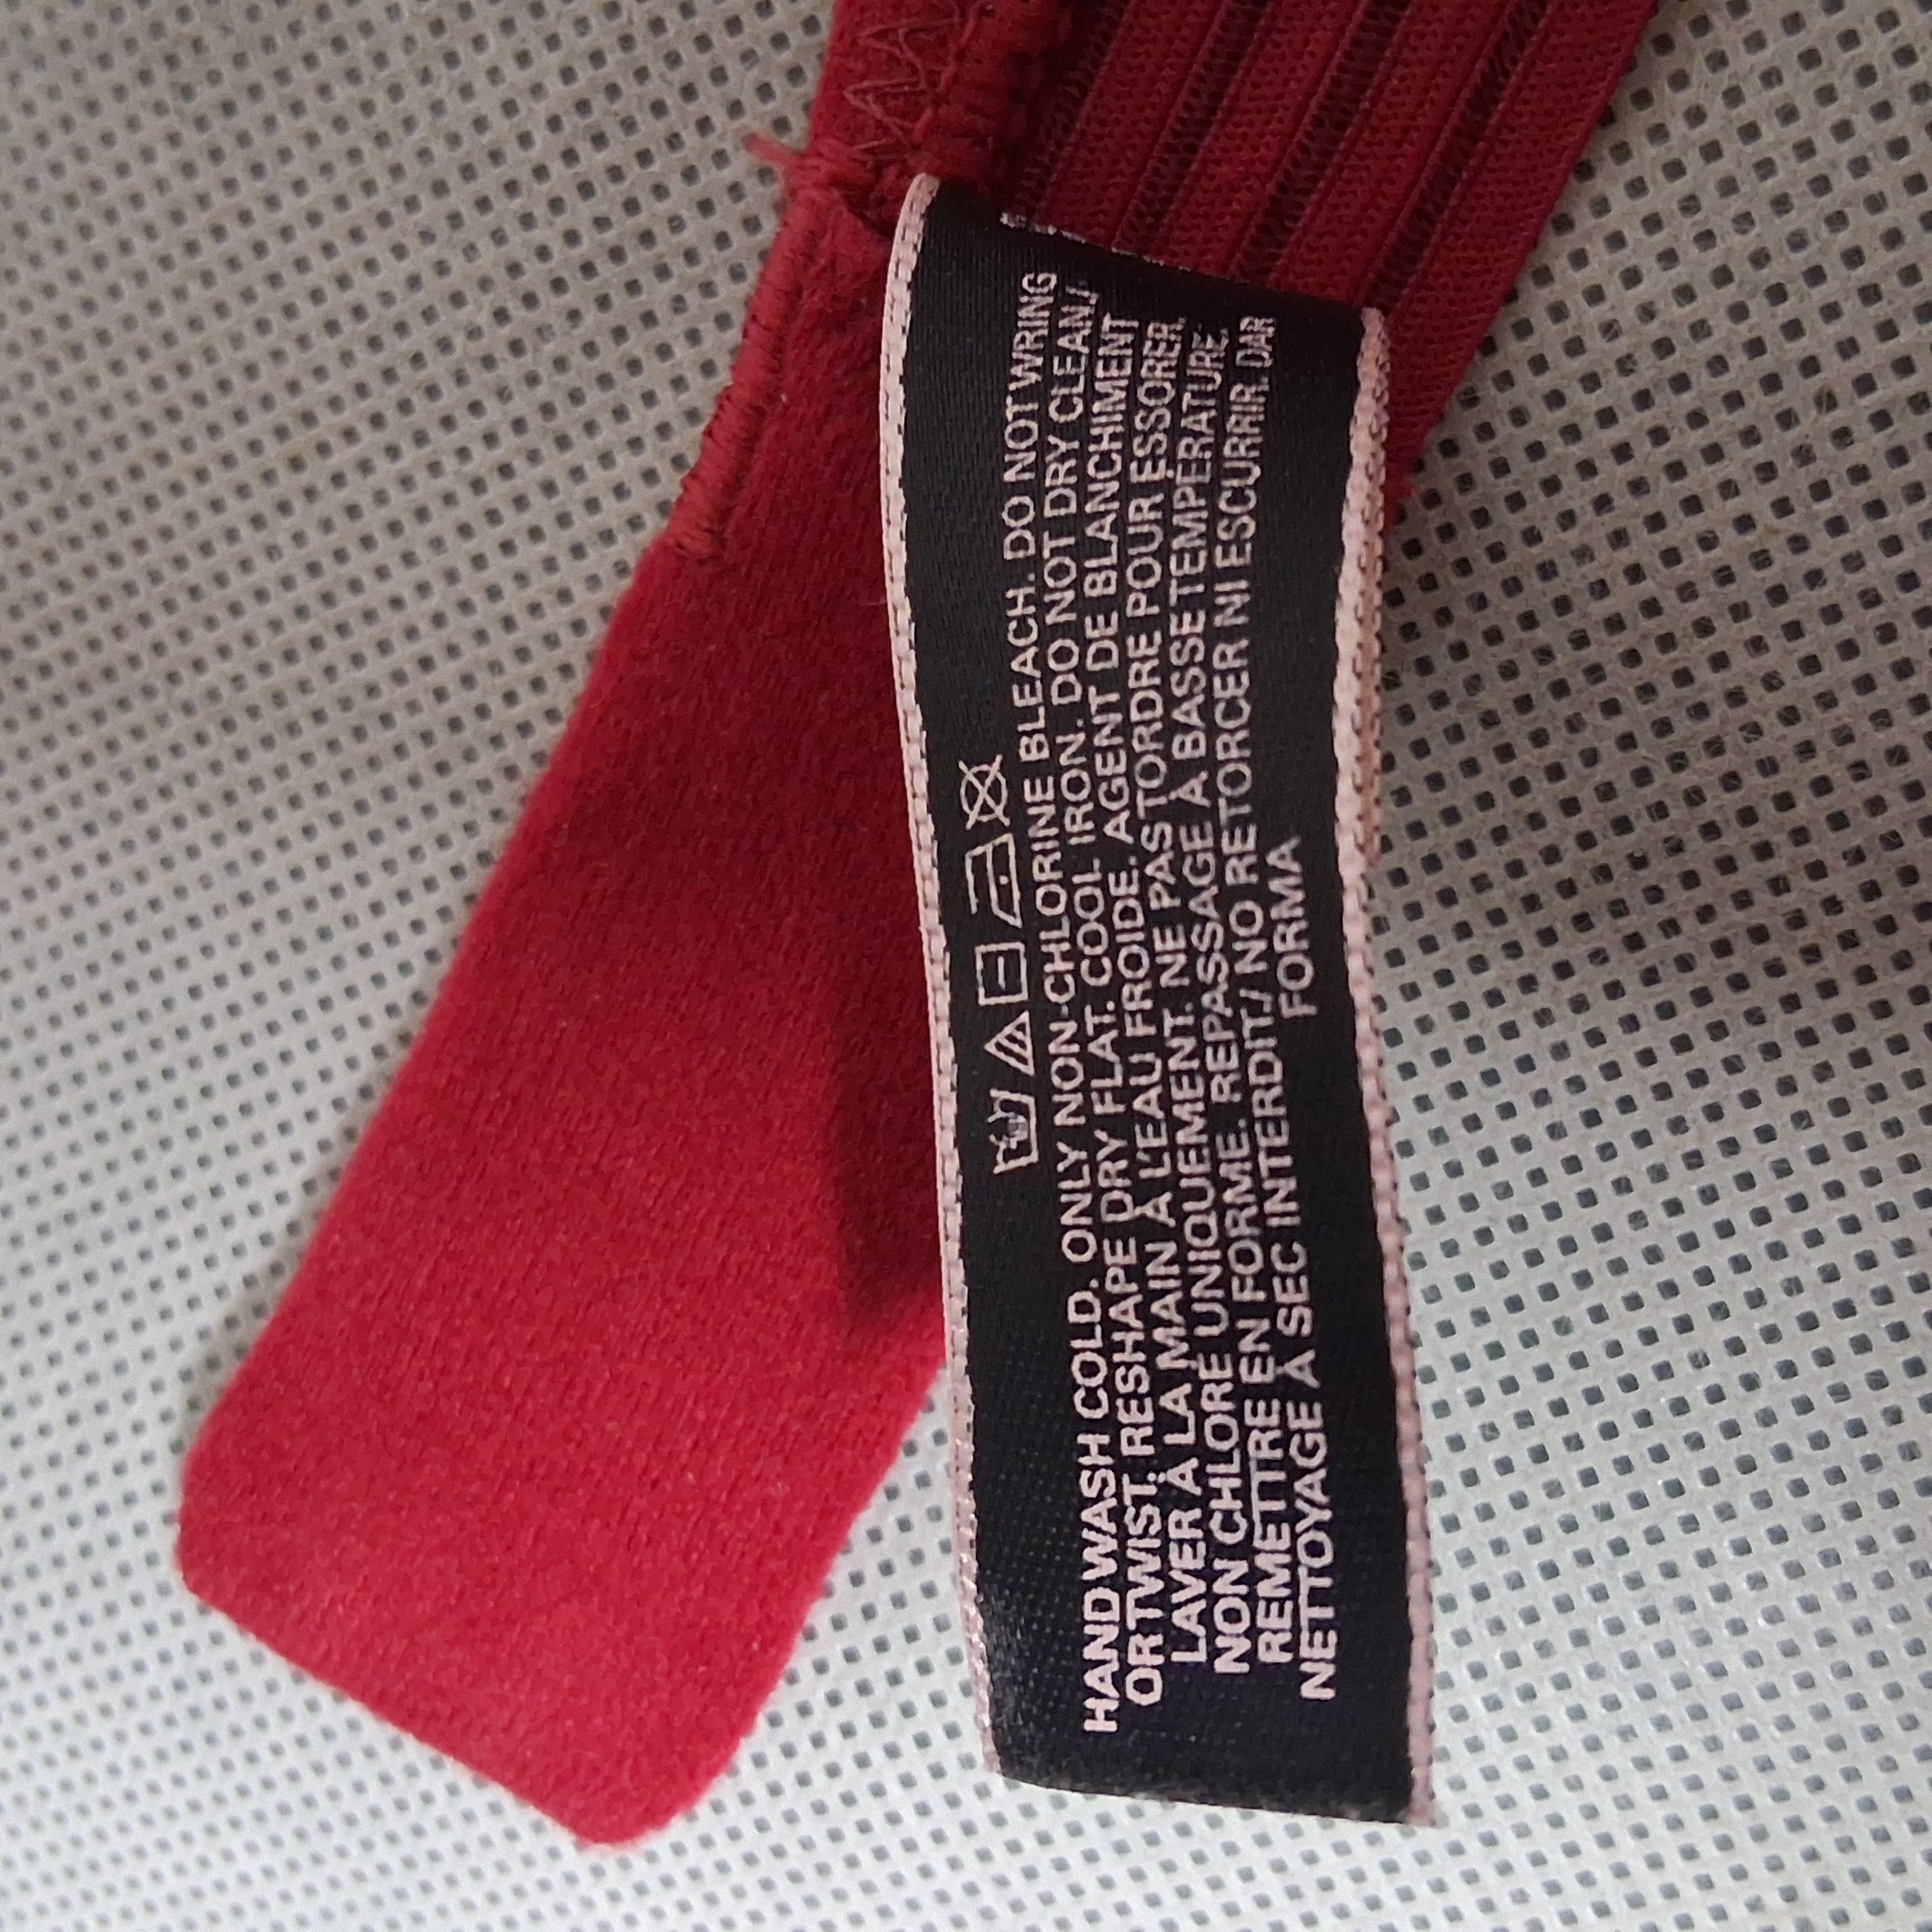 HAND WASH COLD. ONLY NON-CHLORINE BLEACH. DO NOT WRING
OR TWIST. RESHAPE DRY FLAT. COOL IRON. DO NOT DRY CLEAN./
LAVER À LA MAIN À L'EAU FROIDE. AGENT DE BLANCHIMENT
NON CHLORE UNIQUEMENT. NE PAS TORDRE POUR ESSORER.
REMETTRE EN FORME. REPASSAGE À BASSE TEMPERATURE.
NETTOYAGE À SEC INTERDIT./ NO RETORCER NI ESCURRIR. DAR
FORMA